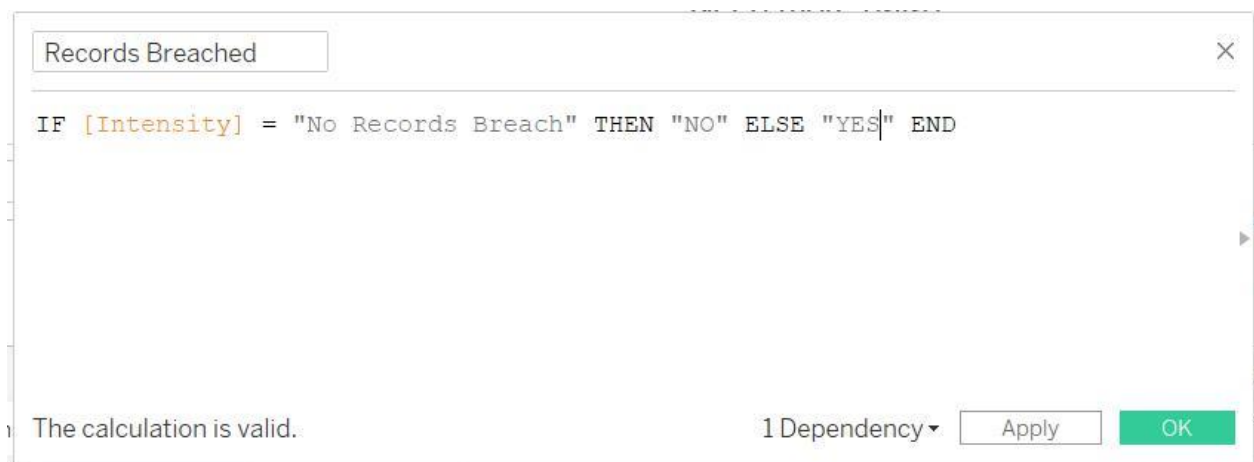 Records Breached
IF [Intensity] = "No Records Breach" THEN "NO" ELSE "YES" END
The calculation is valid.
1 Dependency
Apply
OK